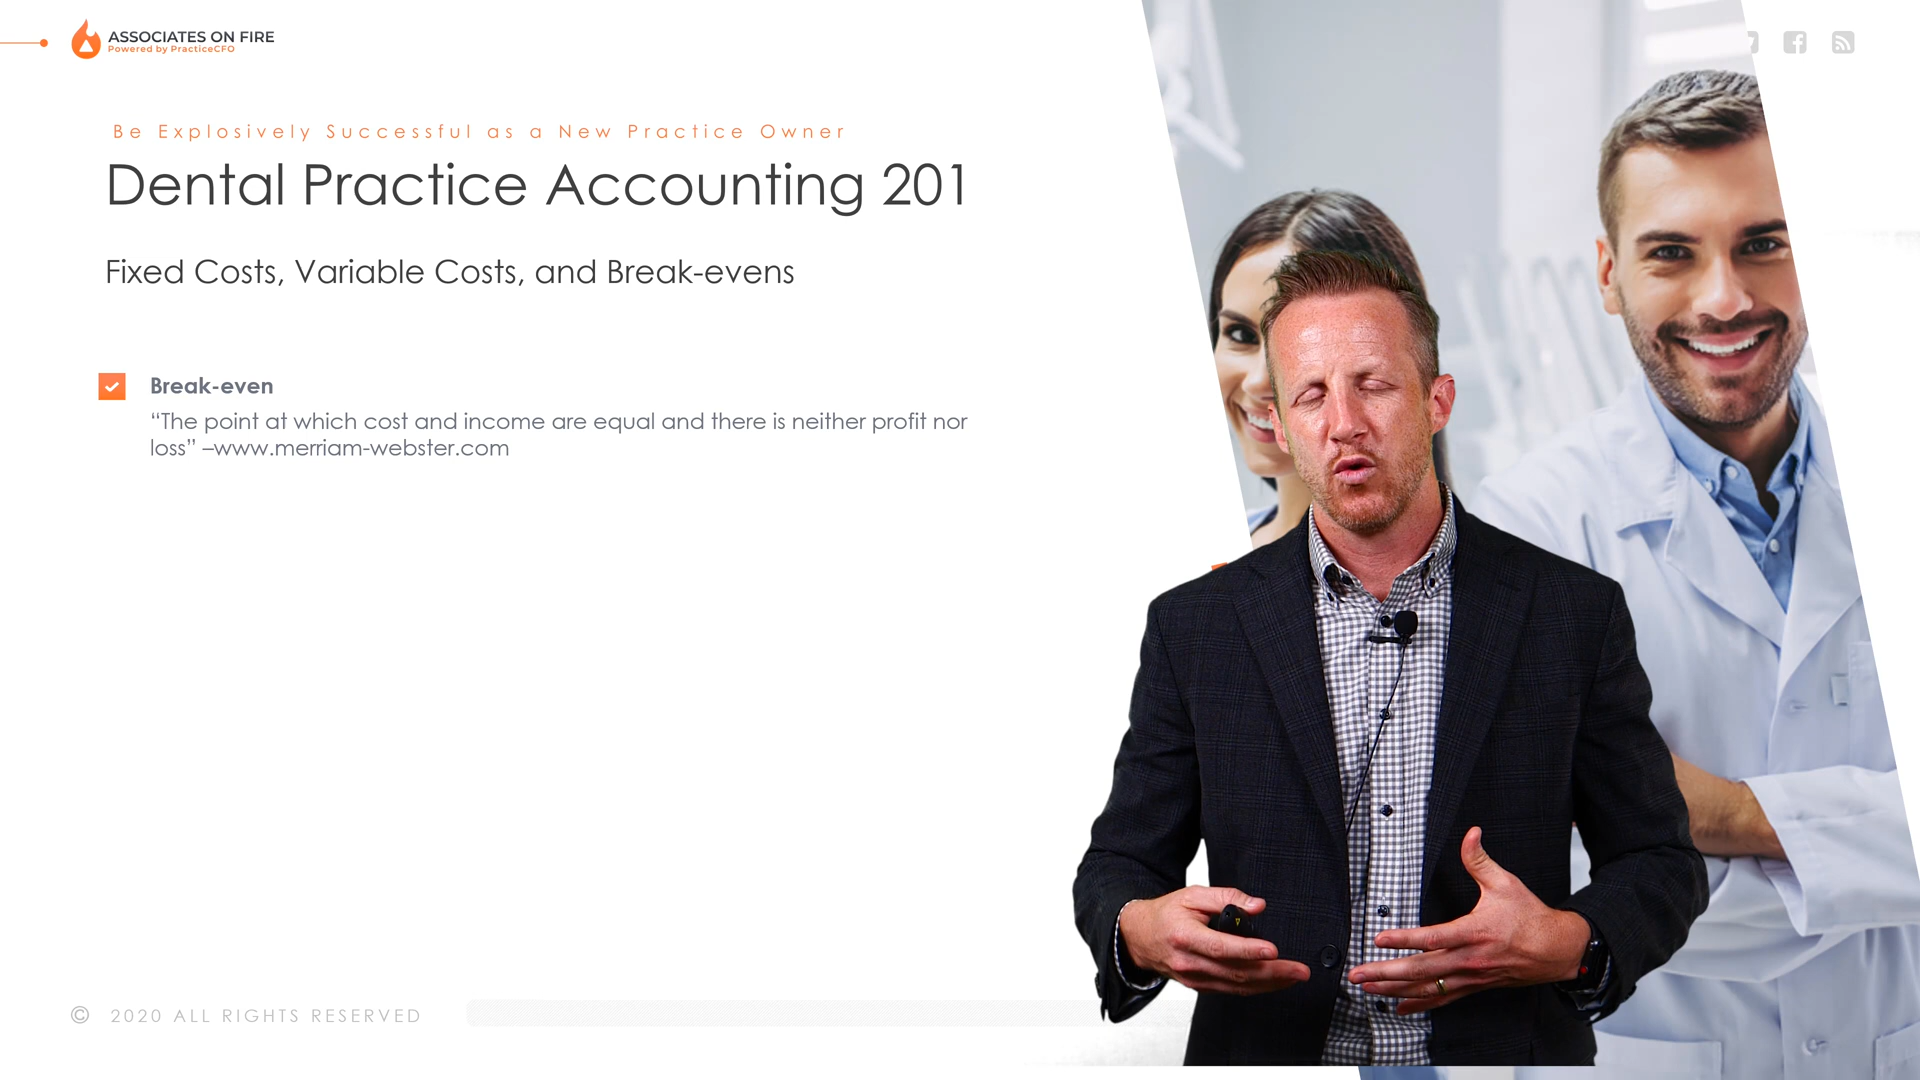 ASSOCIATES ON FIRE
Powered by PracticeCFO
Be Explosively Successful as a New Practice Owner
Dental Practice Accounting 201
Fixed Costs, Variable Costs, and Break-evens
Break-even
“The point at which cost and income are equal and there is neither profit nor
loss” –www.merriam-webster.com
© 2020 ALL RIGHTS RESERVED